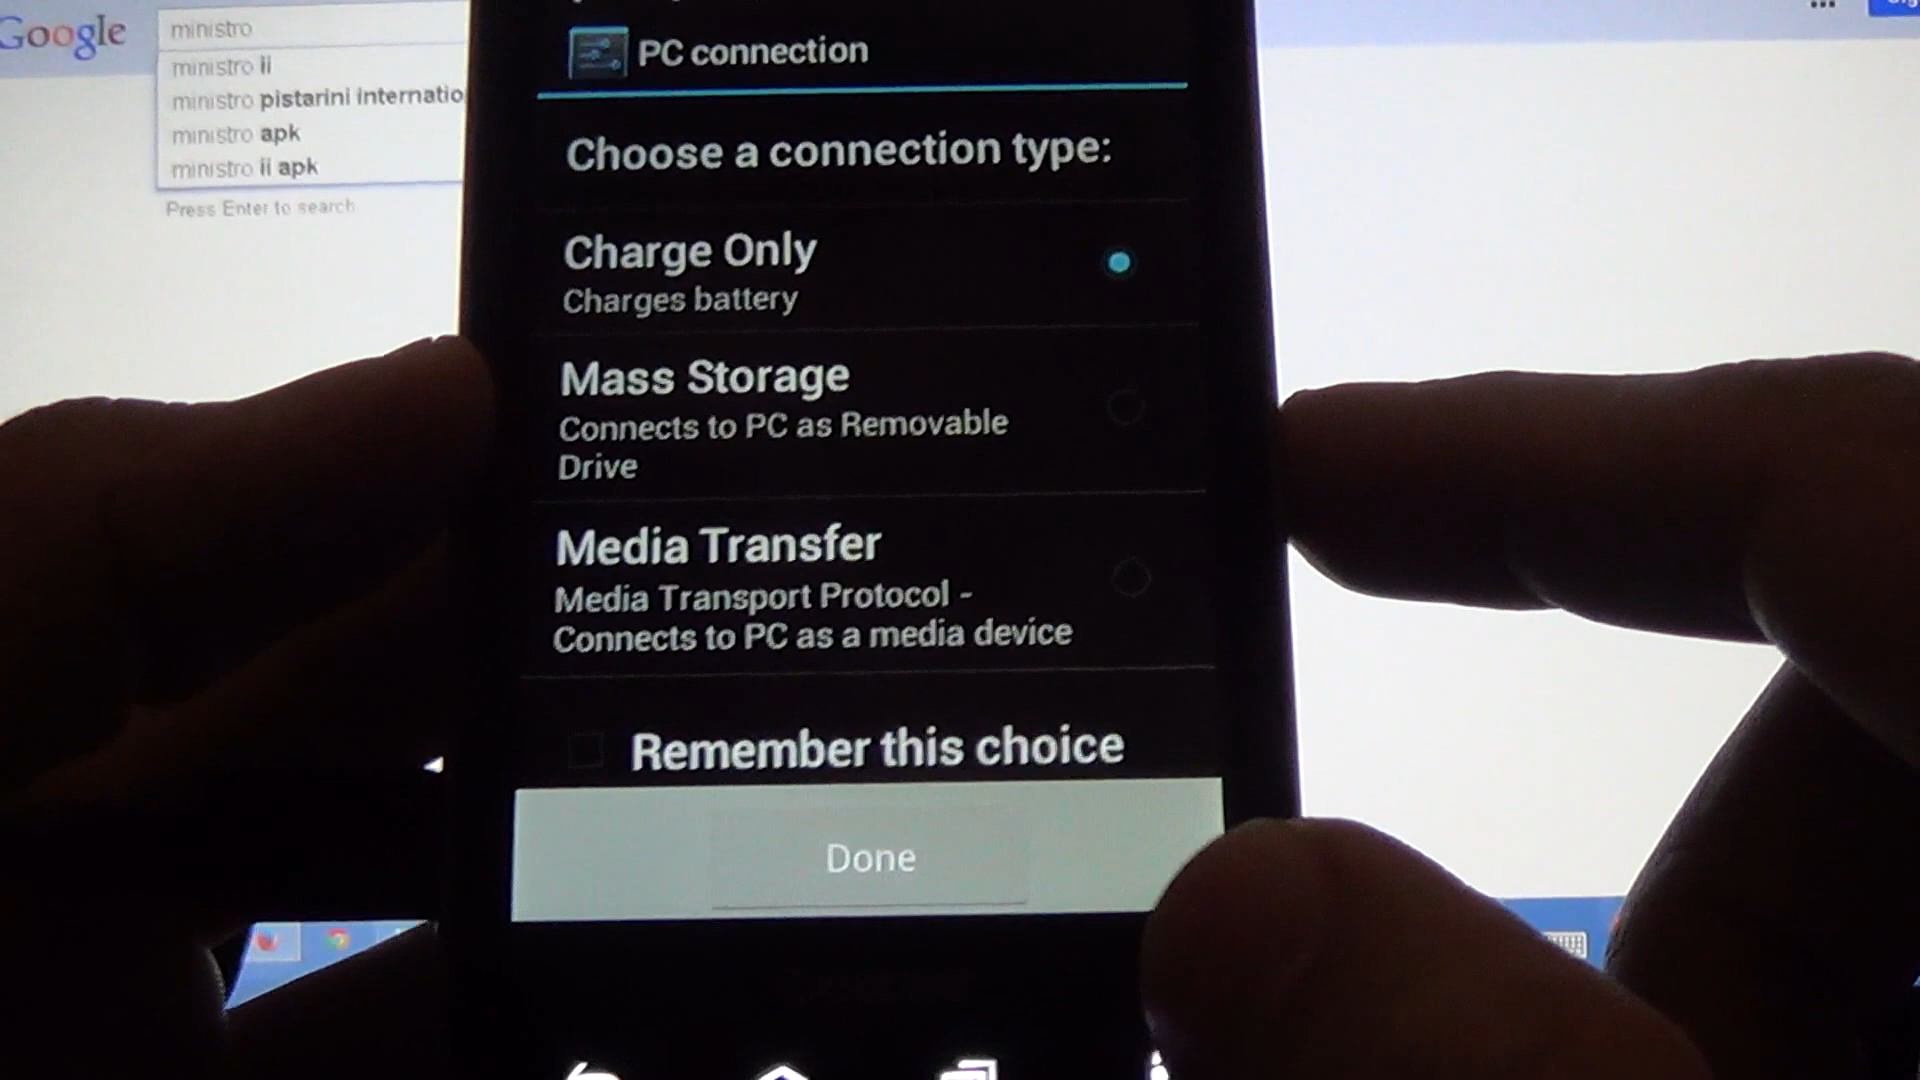 Google
ministro
ministro ii
ministro pistarini internatio
ministro apk
ministro ii apk
Press Enter to search
PC connection
Choose a connection type:
Charge Only
Charges battery
Mass Storage
Connects to PC as Removable
Drive
Media Transfer
Media Transport Protocol -
Connects to PC as a media device
Remember this choice
Done